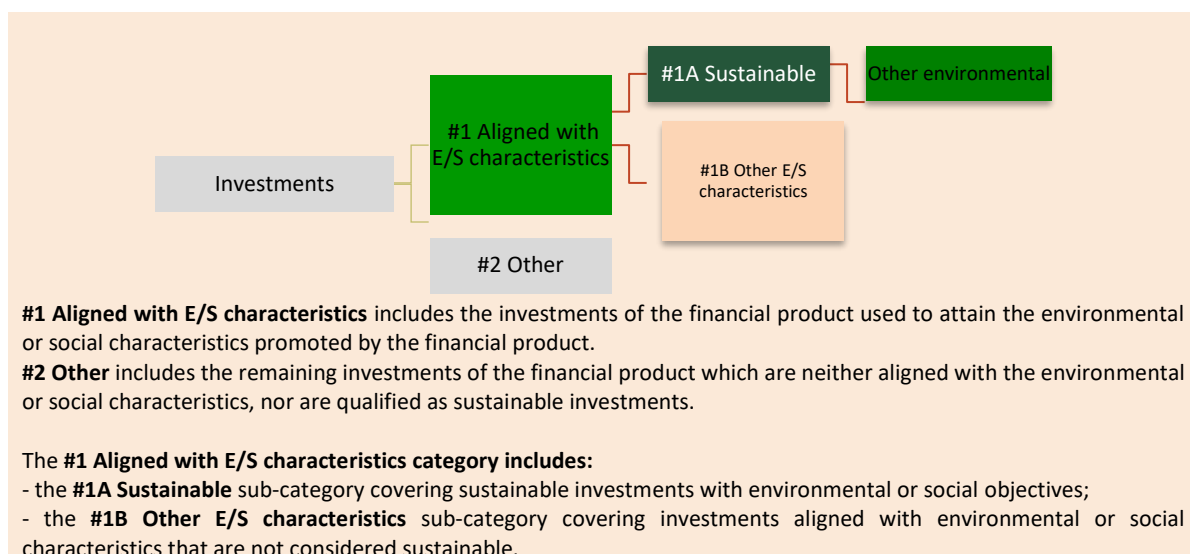 #1A Sustainable
Other environmental
#1 Aligned with
E/S characteristics
Investments
#1B Other E/S
characteristics
#2 Other
#1 Aligned with E/S characteristics includes the investments of the financial product used to attain the environmental
or social characteristics promoted by the financial product.
#2 Other includes the remaining investments of the financial product which are neither aligned with the environmental
or social characteristics, nor are qualified as sustainable investments.
The #1 Aligned with E/S characteristics category includes:
- the #1A Sustainable sub-category covering sustainable investments with environmental or social objectives;
- the #1B Other E/S characteristics sub-category covering investments aligned with environmental or social
characteristics that are not considered sustainable.